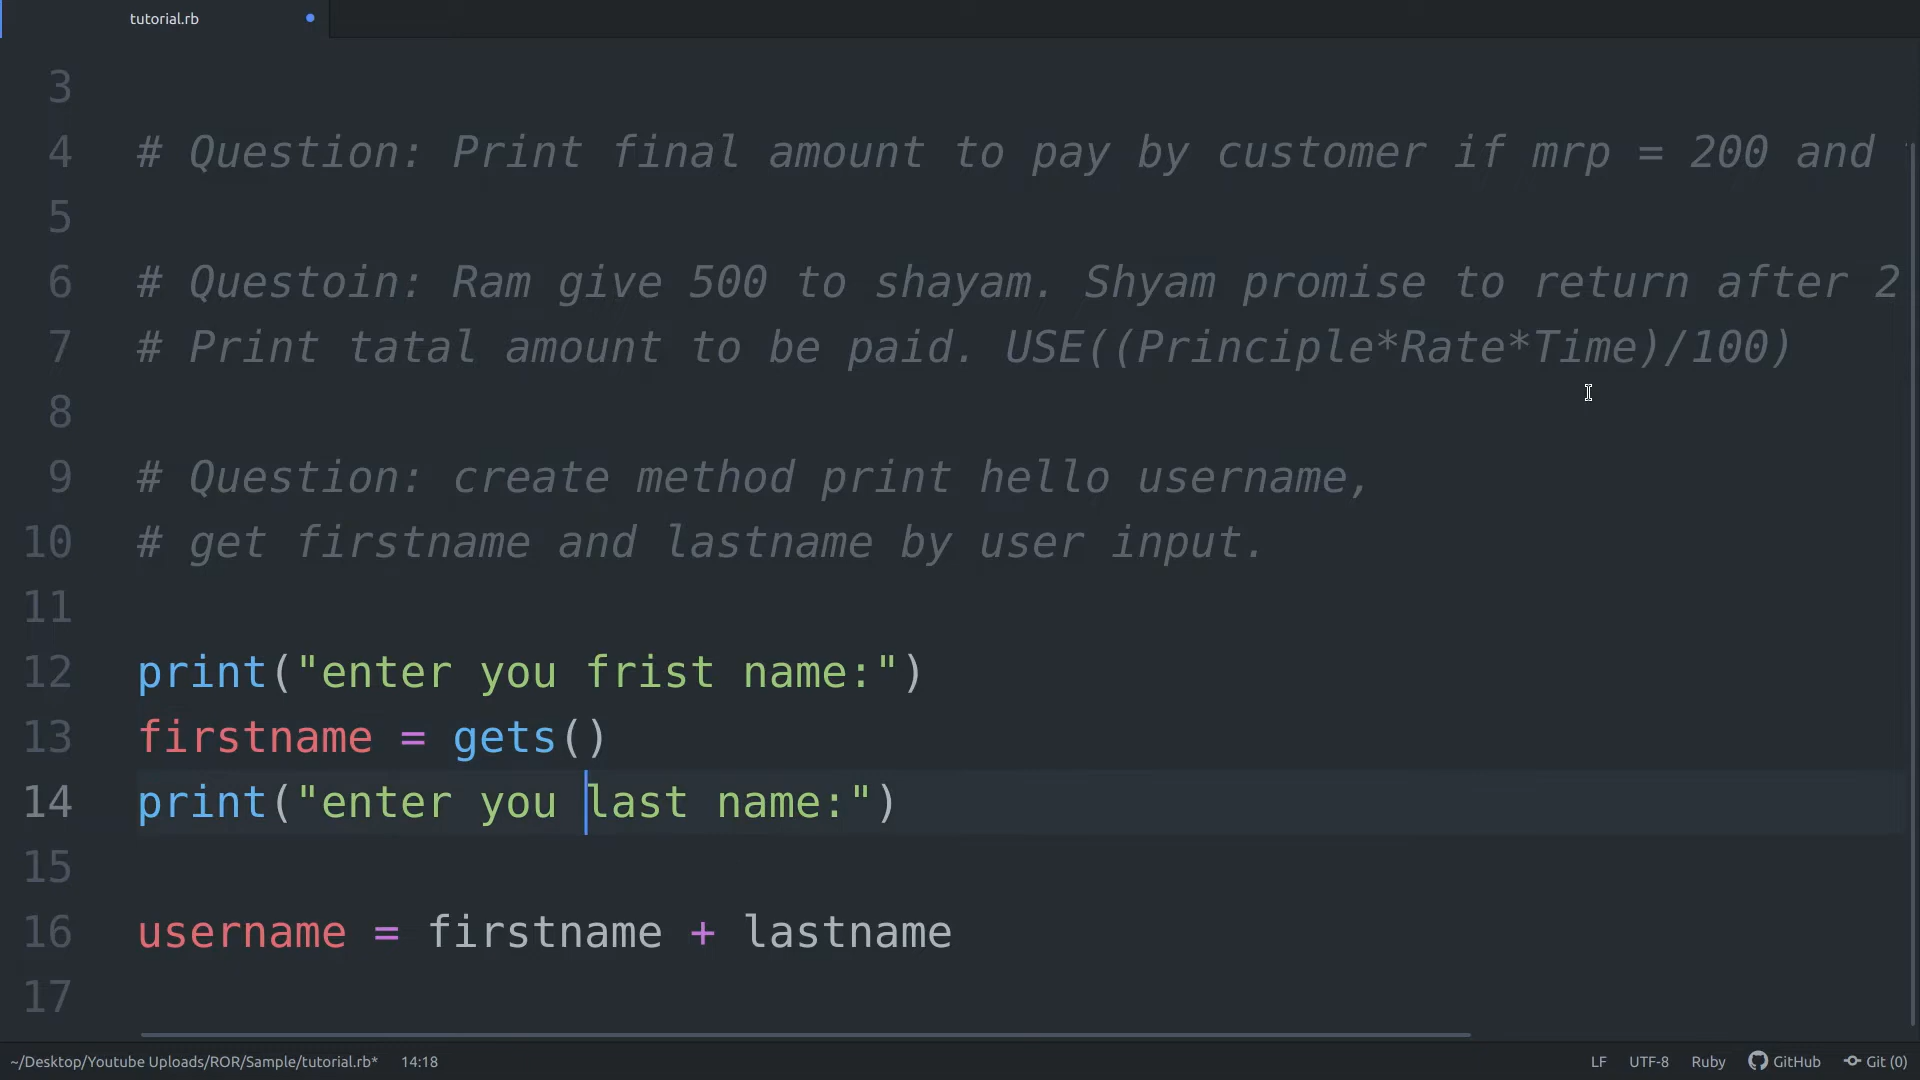 tutorial.rb
3
4 # Question: Print final amount to pay by customer if mrp = 200 and
5
6 # Questoin: Ram give 500 to shayam. Shyam promise to return after 2
7 # Print tatal amount to be paid. USE((Principle*Rate*Time)/100)
8
9 # Question: create method print hello username,
10 # get firstname and lastname by user input.
11
12 print("enter you frist name:")
13 firstname = gets()
14 print("enter you last name:")
15
16 username = firstname + lastname
17
~/Desktop/Youtube Uploads/ROR/Sample/tutorial.rb* 14:18 LF UTF-8 Ruby GitHub Git (0)